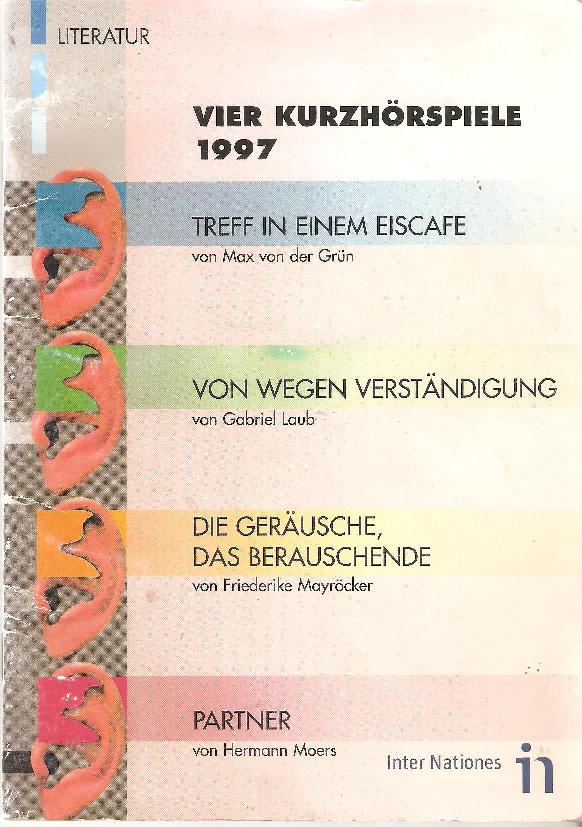 LITERATUR
VIER KURZHÖRSPIELE
1997
TREFF IN EINEM EISCAFE
von Max von der Grün
VON WEGEN VERSTÄNDIGUNG
von Gabriel Laub
DIE GERÄUSCHE,
DAS BERAUSCHENDE
von Friederike Mayröcker
PARTNER
von Hermann Moers
Inter Nationes in